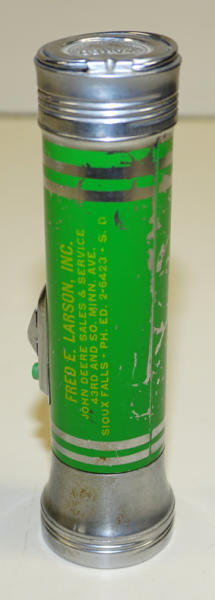 FRED E. LARSON, INC.
JOHN DEERE SALES & SERVICE
43RD AND SO. MINN. AVE.
SIOUX FALLS - PH. ED. 2-6423 - S. D